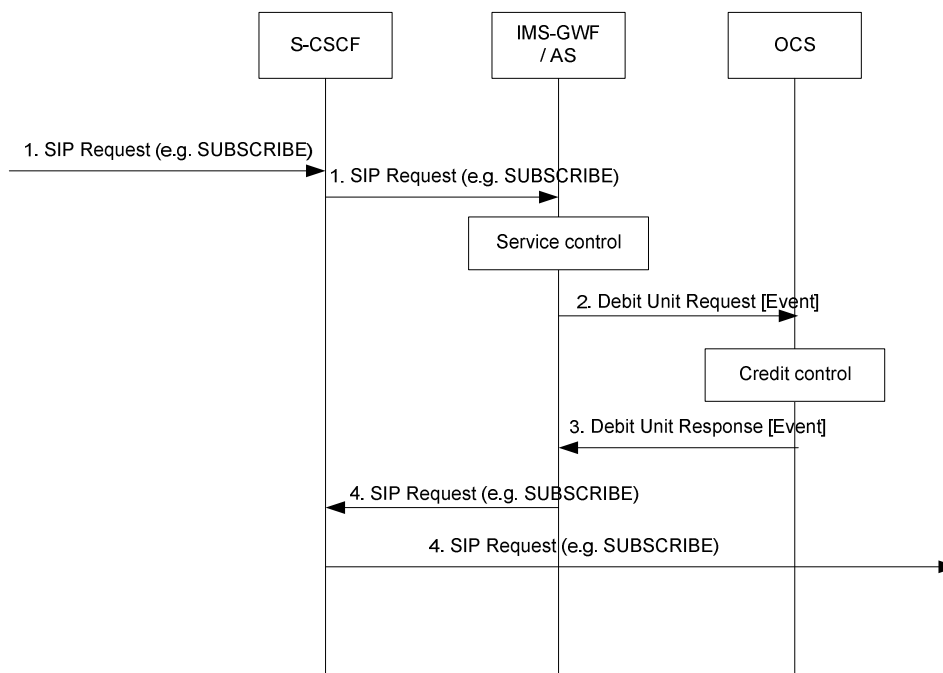 S-CSCF
IMS-GWF
/ AS
OCS
1. SIP Request (e.g. SUBSCRIBE)
1. SIP Request (e.g. SUBSCRIBE)
Service control
2. Debit Unit Request [Event]
Credit control
3. Debit Unit Response [Event]
4. SIP Request (e.g. SUBSCRIBE)
4. SIP Request (e.g. SUBSCRIBE)